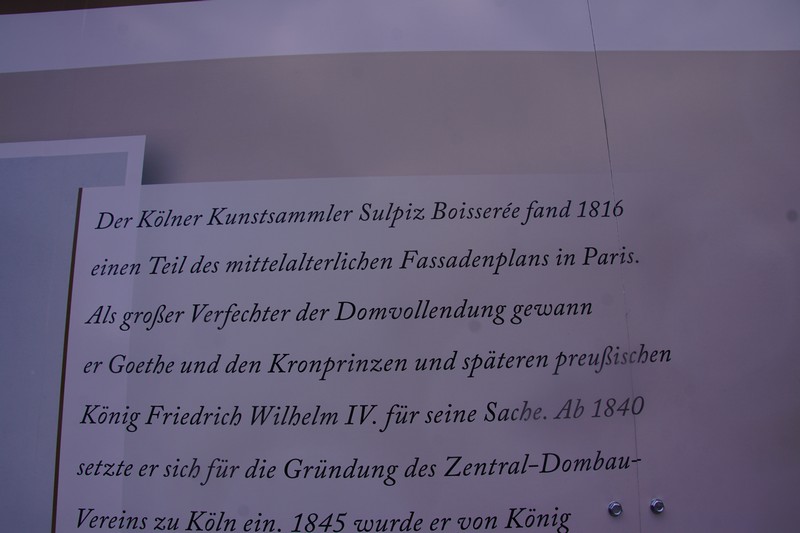 Der Kölner Kunstsammler Sulpiz Boisserée fand 1816
einen Teil des mittelalterlichen Fassadenplans in Paris.
Als großer Verfechter der Domvollendung gewann
er Goethe und den Kronprinzen und späteren preußischen
König Friedrich Wilhelm IV. für seine Sache. Ab 1840
setzte er sich für die Gründung des Zentral-Dombau-
Vereins zu Köln ein. 1845 wurde er von König